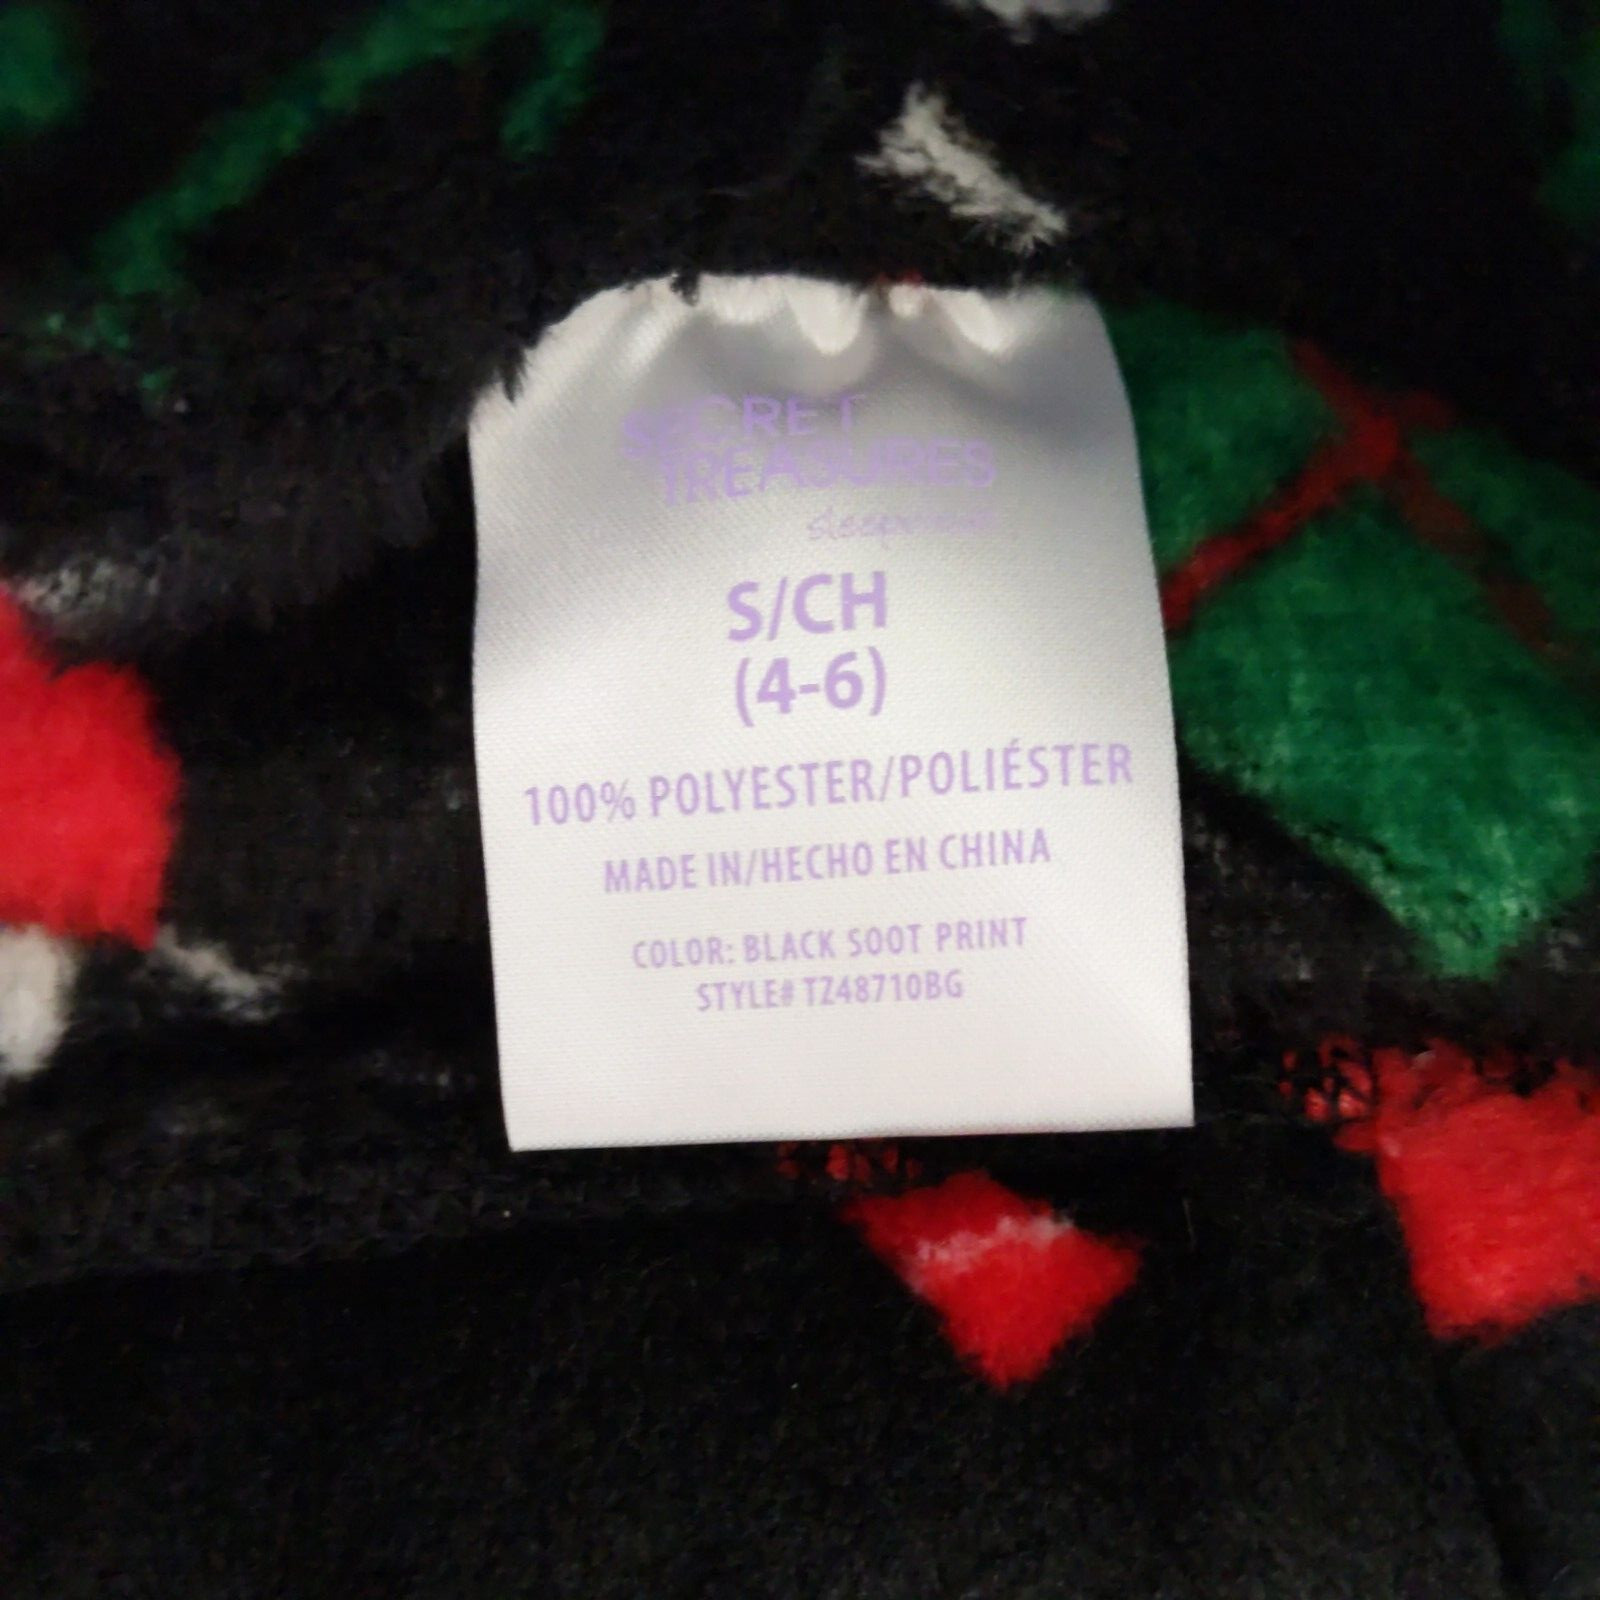 SECRET
TREASURES
S/CH
(4-6)
100% POLYESTER/POLIÉSTER
MADE IN/HECHO EN CHINA
COLOR: BLACK SOOT PRINT
STYLE# TZ48710BG